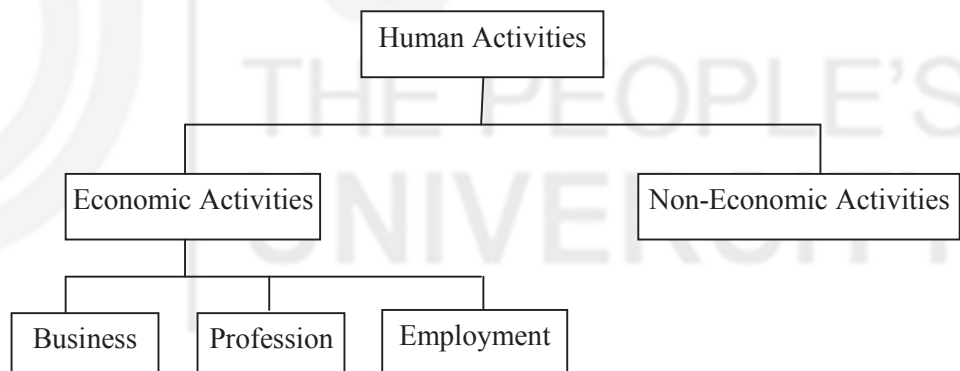 Human Activities
THE PEOPLE'S
UNIVERSITY
Economic Activities
Non-Economic Activities
Business
Profession
Employment